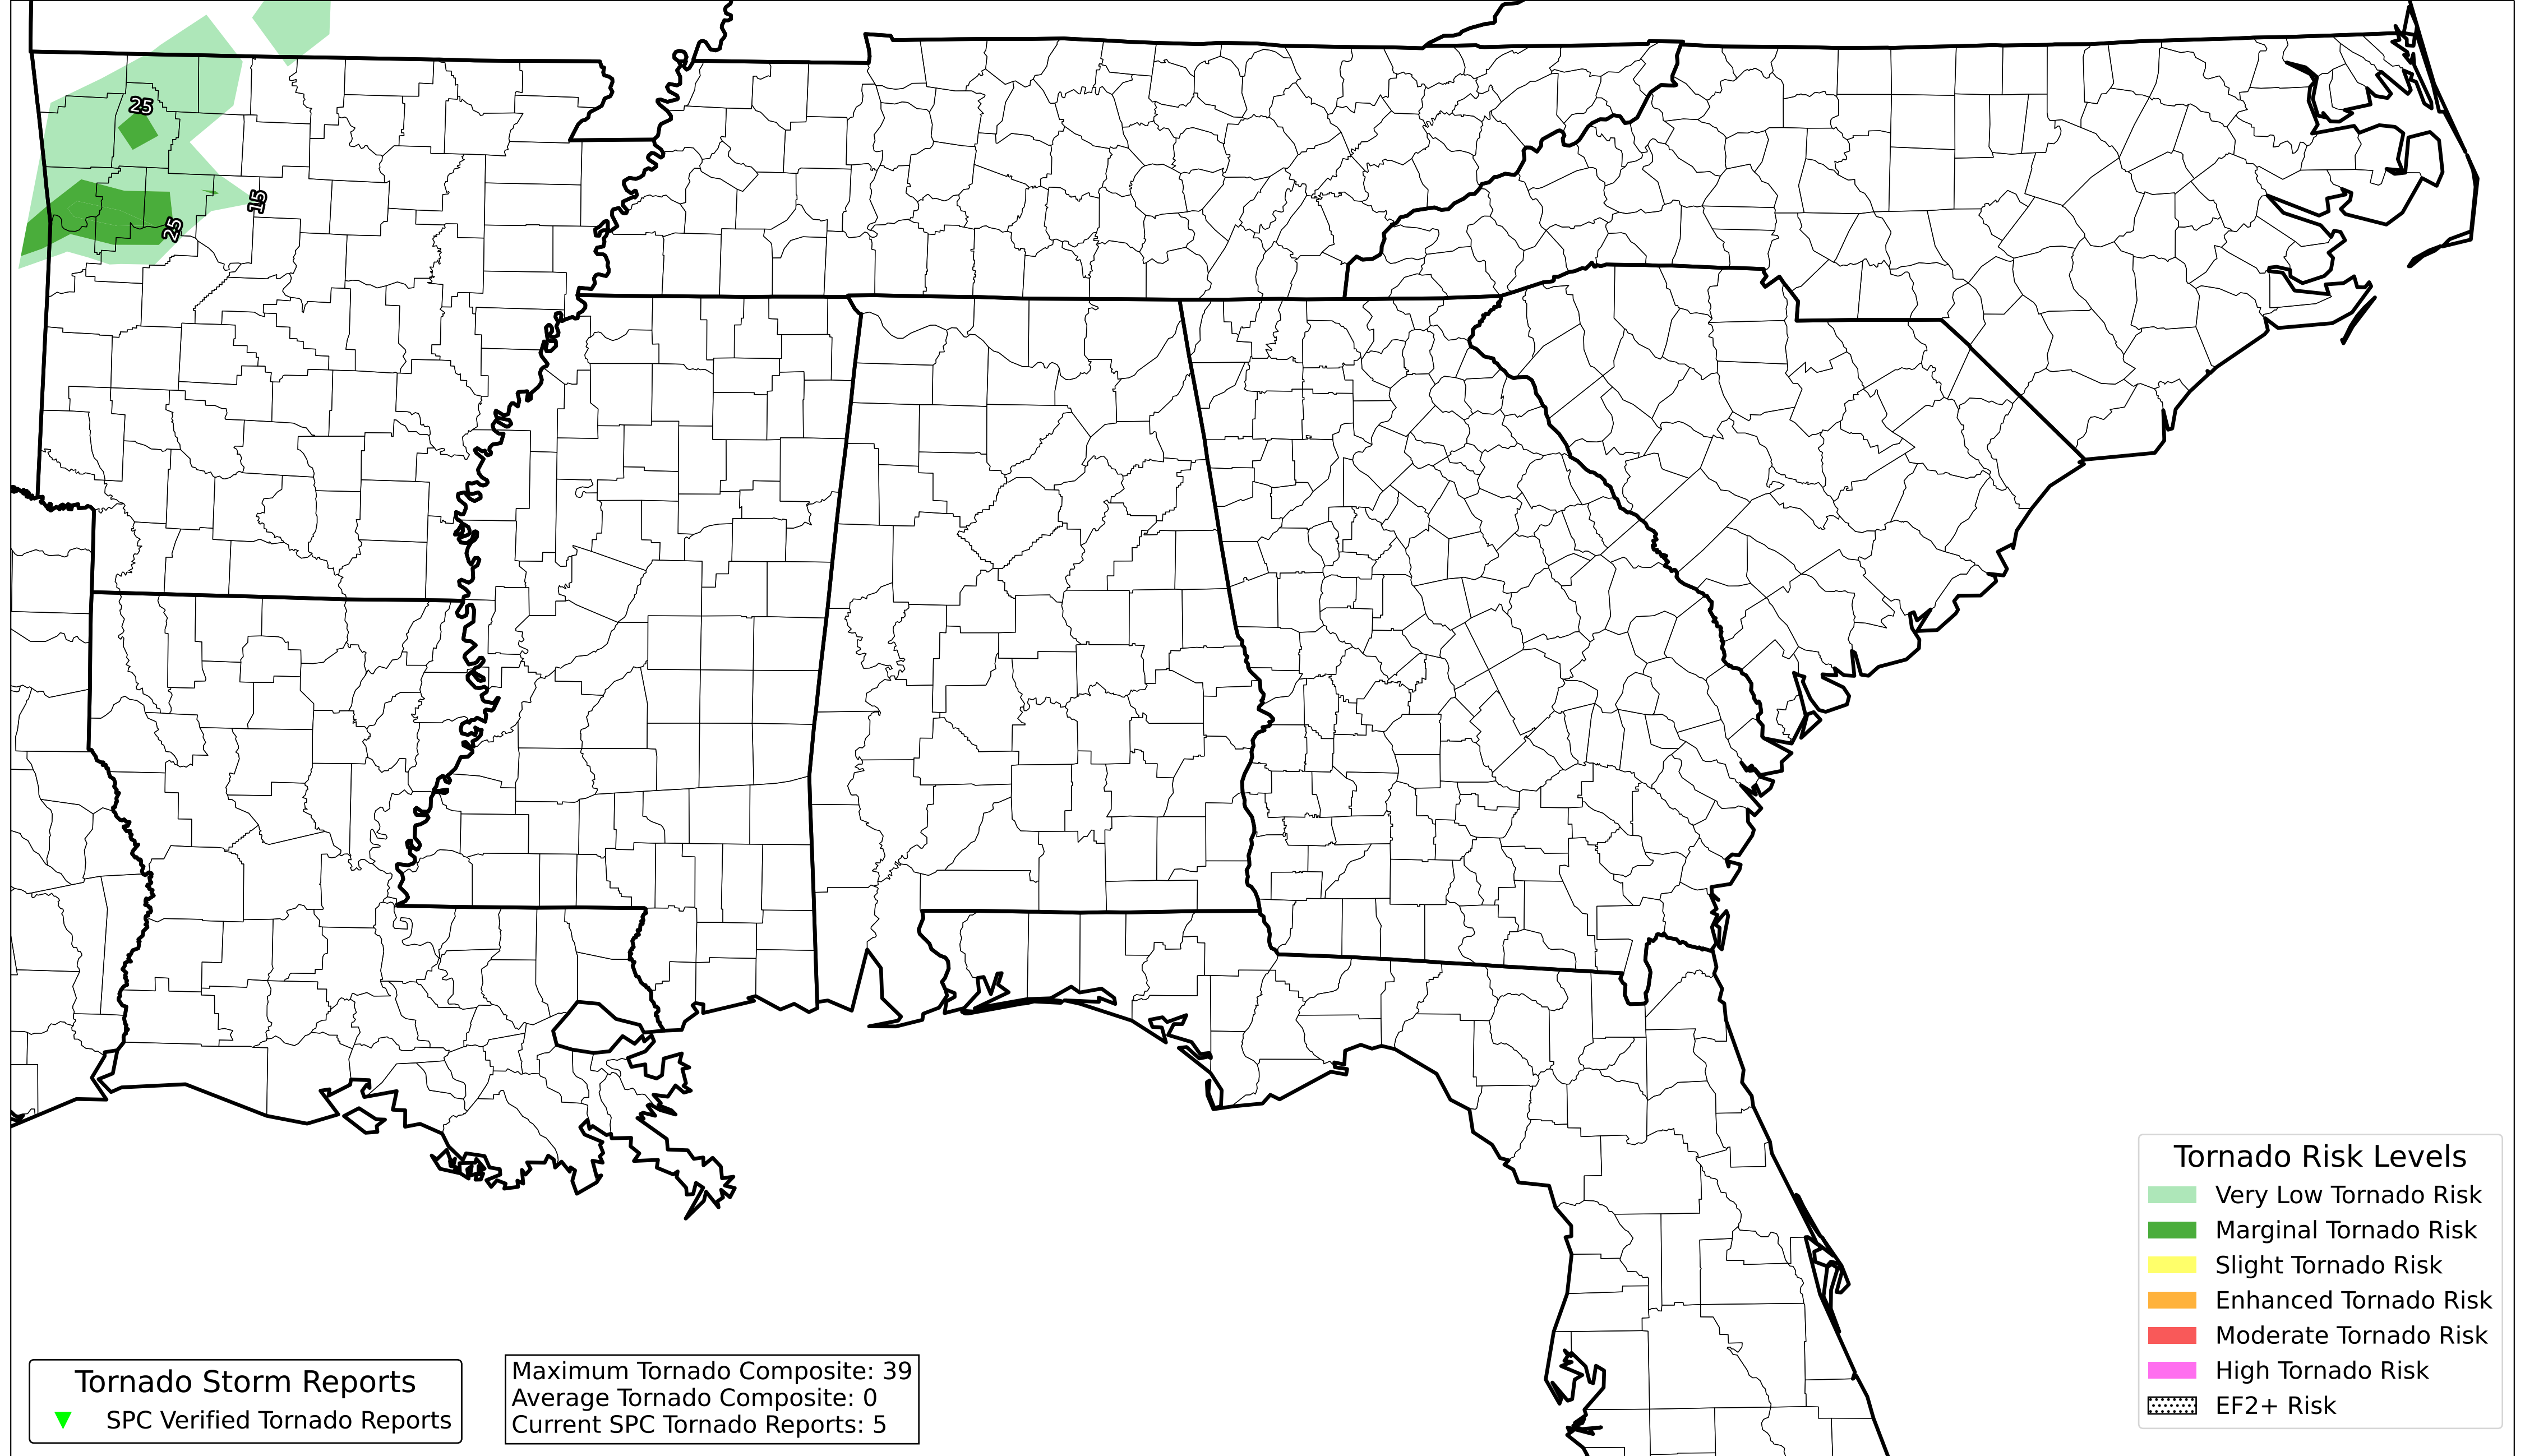 25
15
25
Tornado Risk Levels
Very Low Tornado Risk
Marginal Tornado Risk
Slight Tornado Risk
Enhanced Tornado Risk
Moderate Tornado Risk
High Tornado Risk
EF2+ Risk
Tornado Storm Reports
SPC Verified Tornado Reports
Maximum Tornado Composite: 39
Average Tornado Composite: 0
Current SPC Tornado Reports: 5